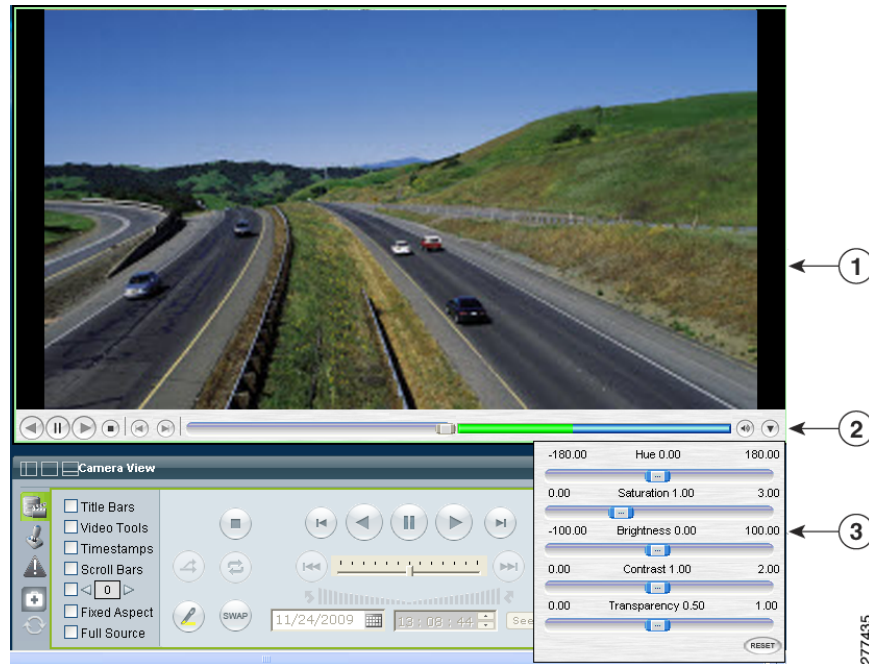 1
2
-180.00 Hue 0.00 180.00
0.00 Saturation 1.00 3.00
-100.00 Brightness 0.00 100.00
3
0.00 Contrast 1.00 2.00
0.00 Transparency 0.50 1.00
RESET
Camera View
Title Bars
Video Tools
Timestamps
Scroll Bars
0
Fixed Aspect
Full Source
SWAP
11/24/2009
18:08:44
See
277435